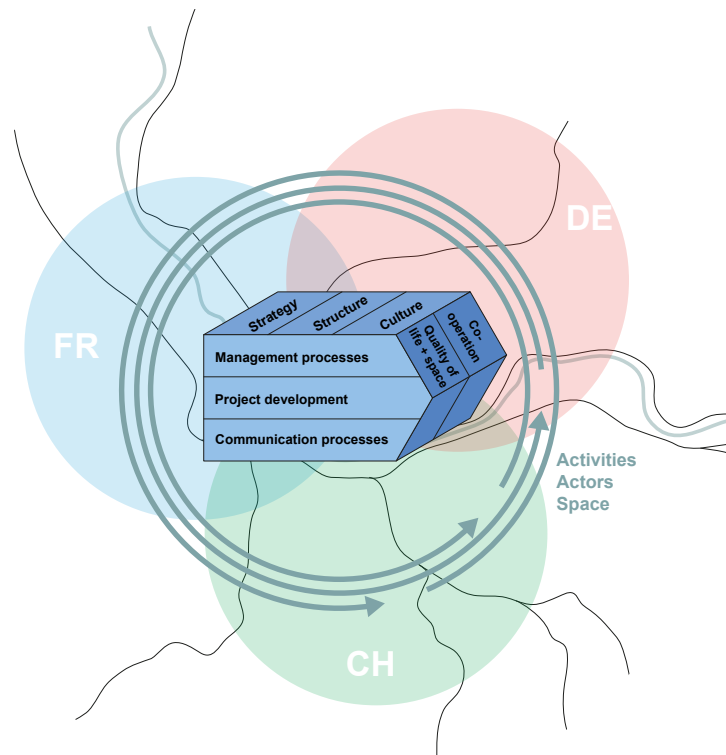 DE
FR
Strategy
Structure
Culture
Quality of
life + space
Co-
operation
Management processes
Project development
Communication processes
Activities
Actors
Space
CH